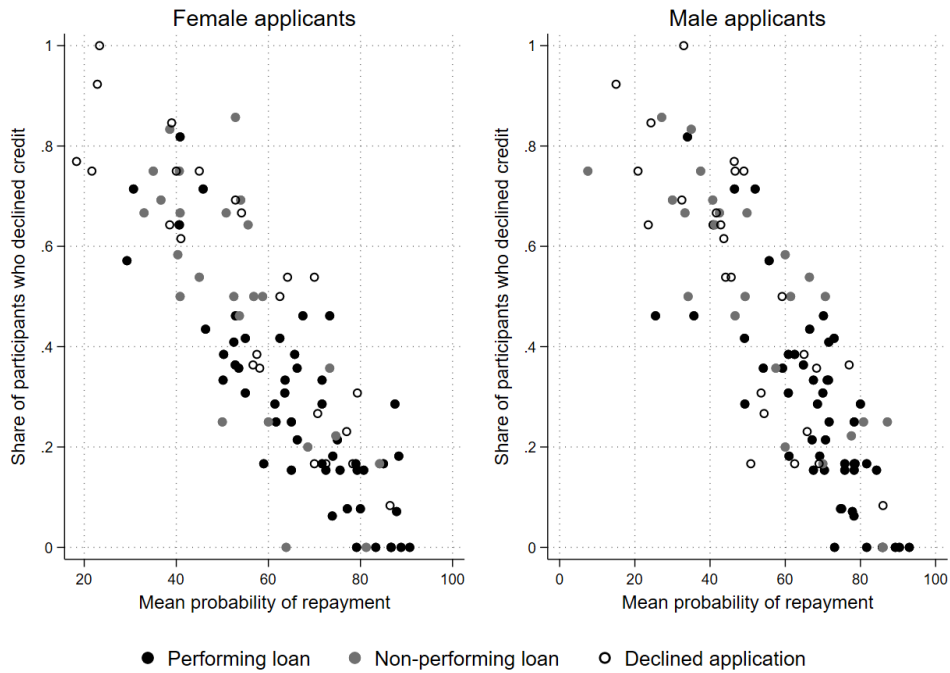 Female applicants
Share of participants who declined credit
1
.8
.6
.4
.2
0
20 40 60 80 100
Mean probability of repayment
Male applicants
Share of participants who declined credit
1
.8
.6
.4
.2
0
0 20 40 60 80 100
Mean probability of repayment
Performing loan Non-performing loan Declined application